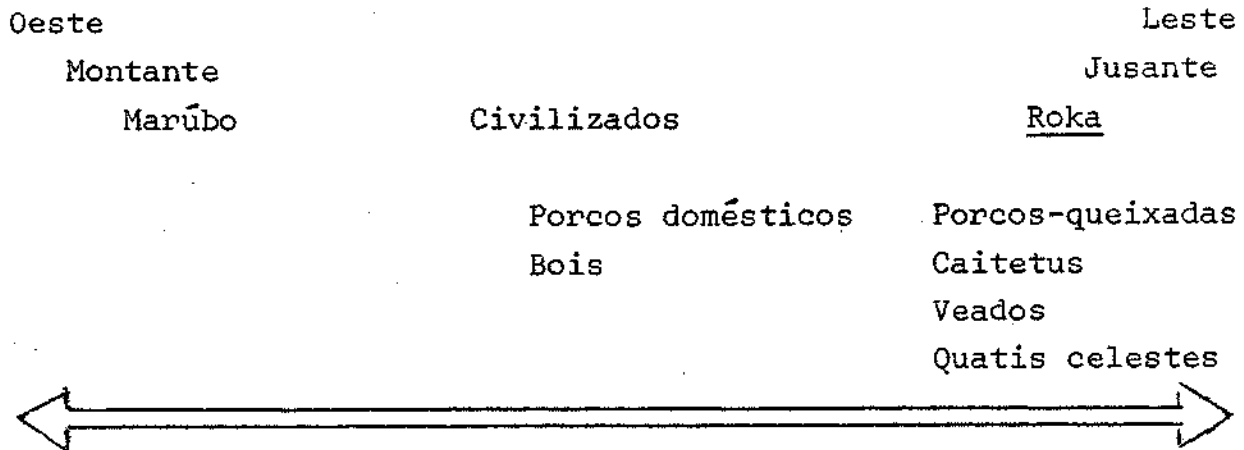 Oeste Leste
Montante Jusante
Marúbo Civilizados Roka
Porcos domésticos Porcos-queixadas
Bois Caitetus
Veados
Quatis celestes